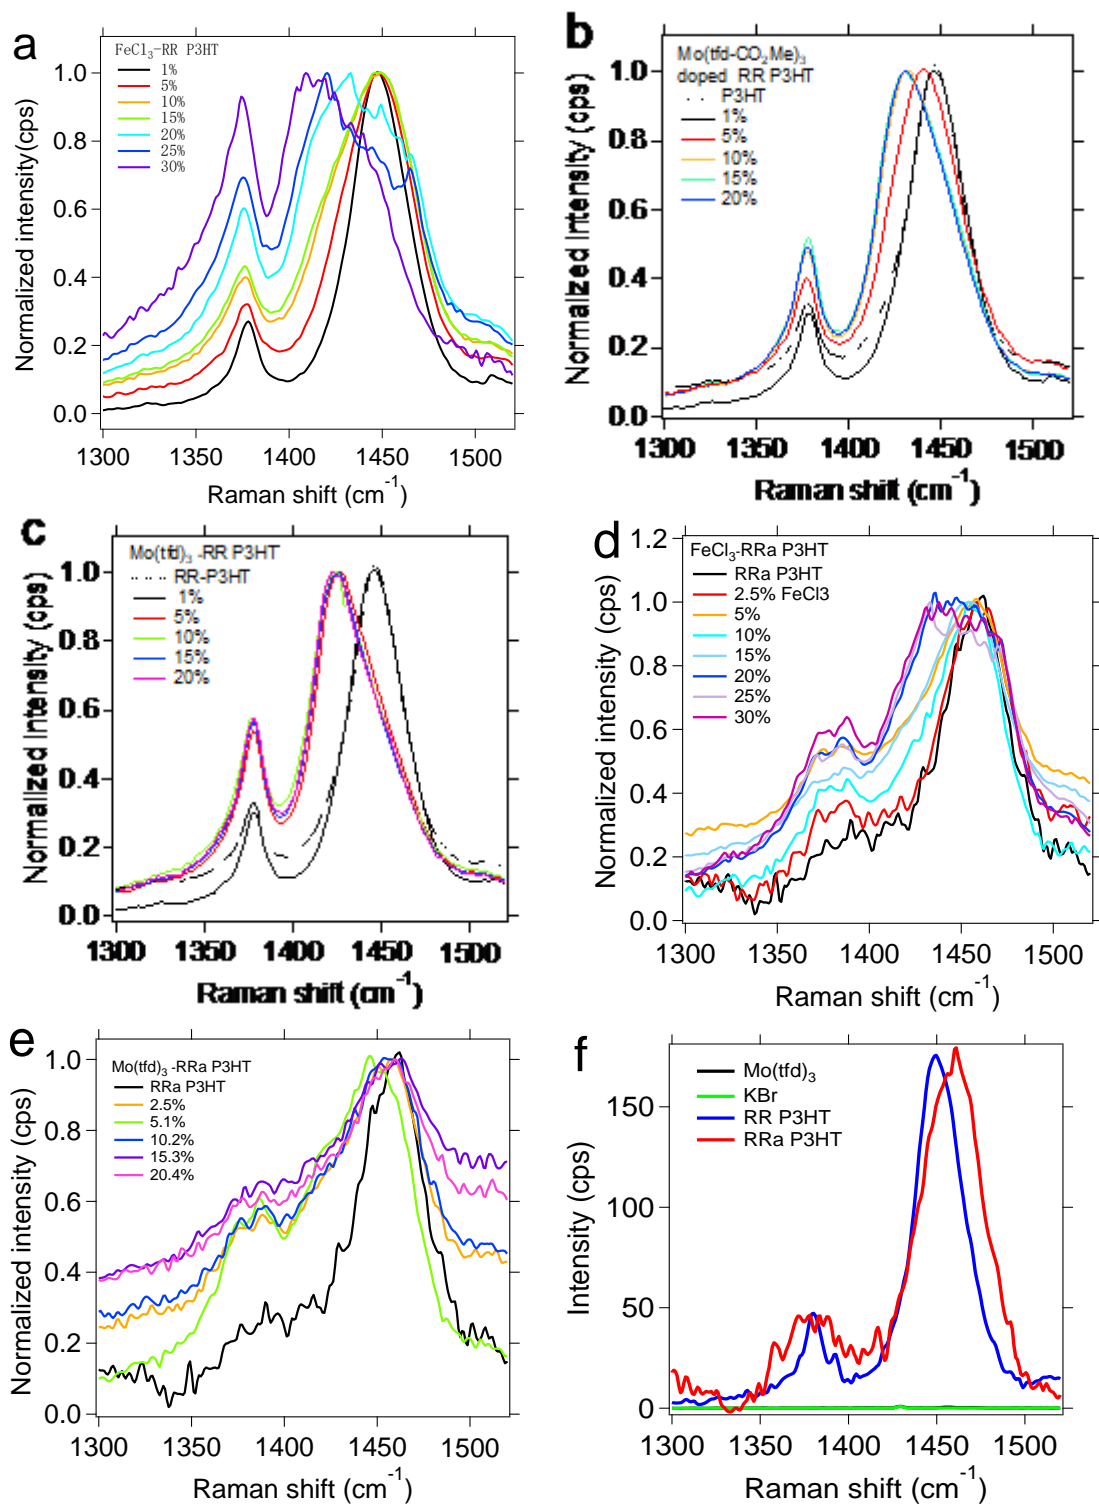 a
FeCl3-RR P3HT
1%
5%
10%
15%
20%
25%
30%
Normalized intensity(cps)
1.0
0.8
0.6
0.4
0.2
0.0
1300 1350 1400 1450 1500
Raman shift (cm-1)
b
Mo(tfd-CO2Me)3
doped RR P3HT
P3HT
1%
5%
10%
15%
20%
Normalized Intensity (cps)
1.0
0.8
0.6
0.4
0.2
0.0
1300 1350 1400 1450 1500
Raman shift (cm-1)
c
Mo(tfd)3 -RR P3HT
RR-P3HT
1%
5%
10%
15%
20%
Normalized Intensity (cps)
1.0
0.8
0.6
0.4
0.2
0.0
1300 1350 1400 1450 1500
Raman shift (cm-1)
d
FeCl3-RRa P3HT
RRa P3HT
2.5% FeCl3
5%
10%
15%
20%
25%
30%
Normalized intensity (cps)
1.2
1.0
0.8
0.6
0.4
0.2
0.0
1300 1350 1400 1450 1500
Raman shift (cm-1)
e
Mo(tfd)3 -RRa P3HT
RRa P3HT
2.5%
5.1%
10.2%
15.3%
20.4%
Normalized intensity (cps)
1.0
0.8
0.6
0.4
0.2
0.0
1300 1350 1400 1450 1500
Raman shift (cm-1)
f
Mo(tfd)3
KBr
RR P3HT
RRa P3HT
Intensity (cps)
150
100
50
0
1300 1350 1400 1450 1500
Raman shift (cm-1)